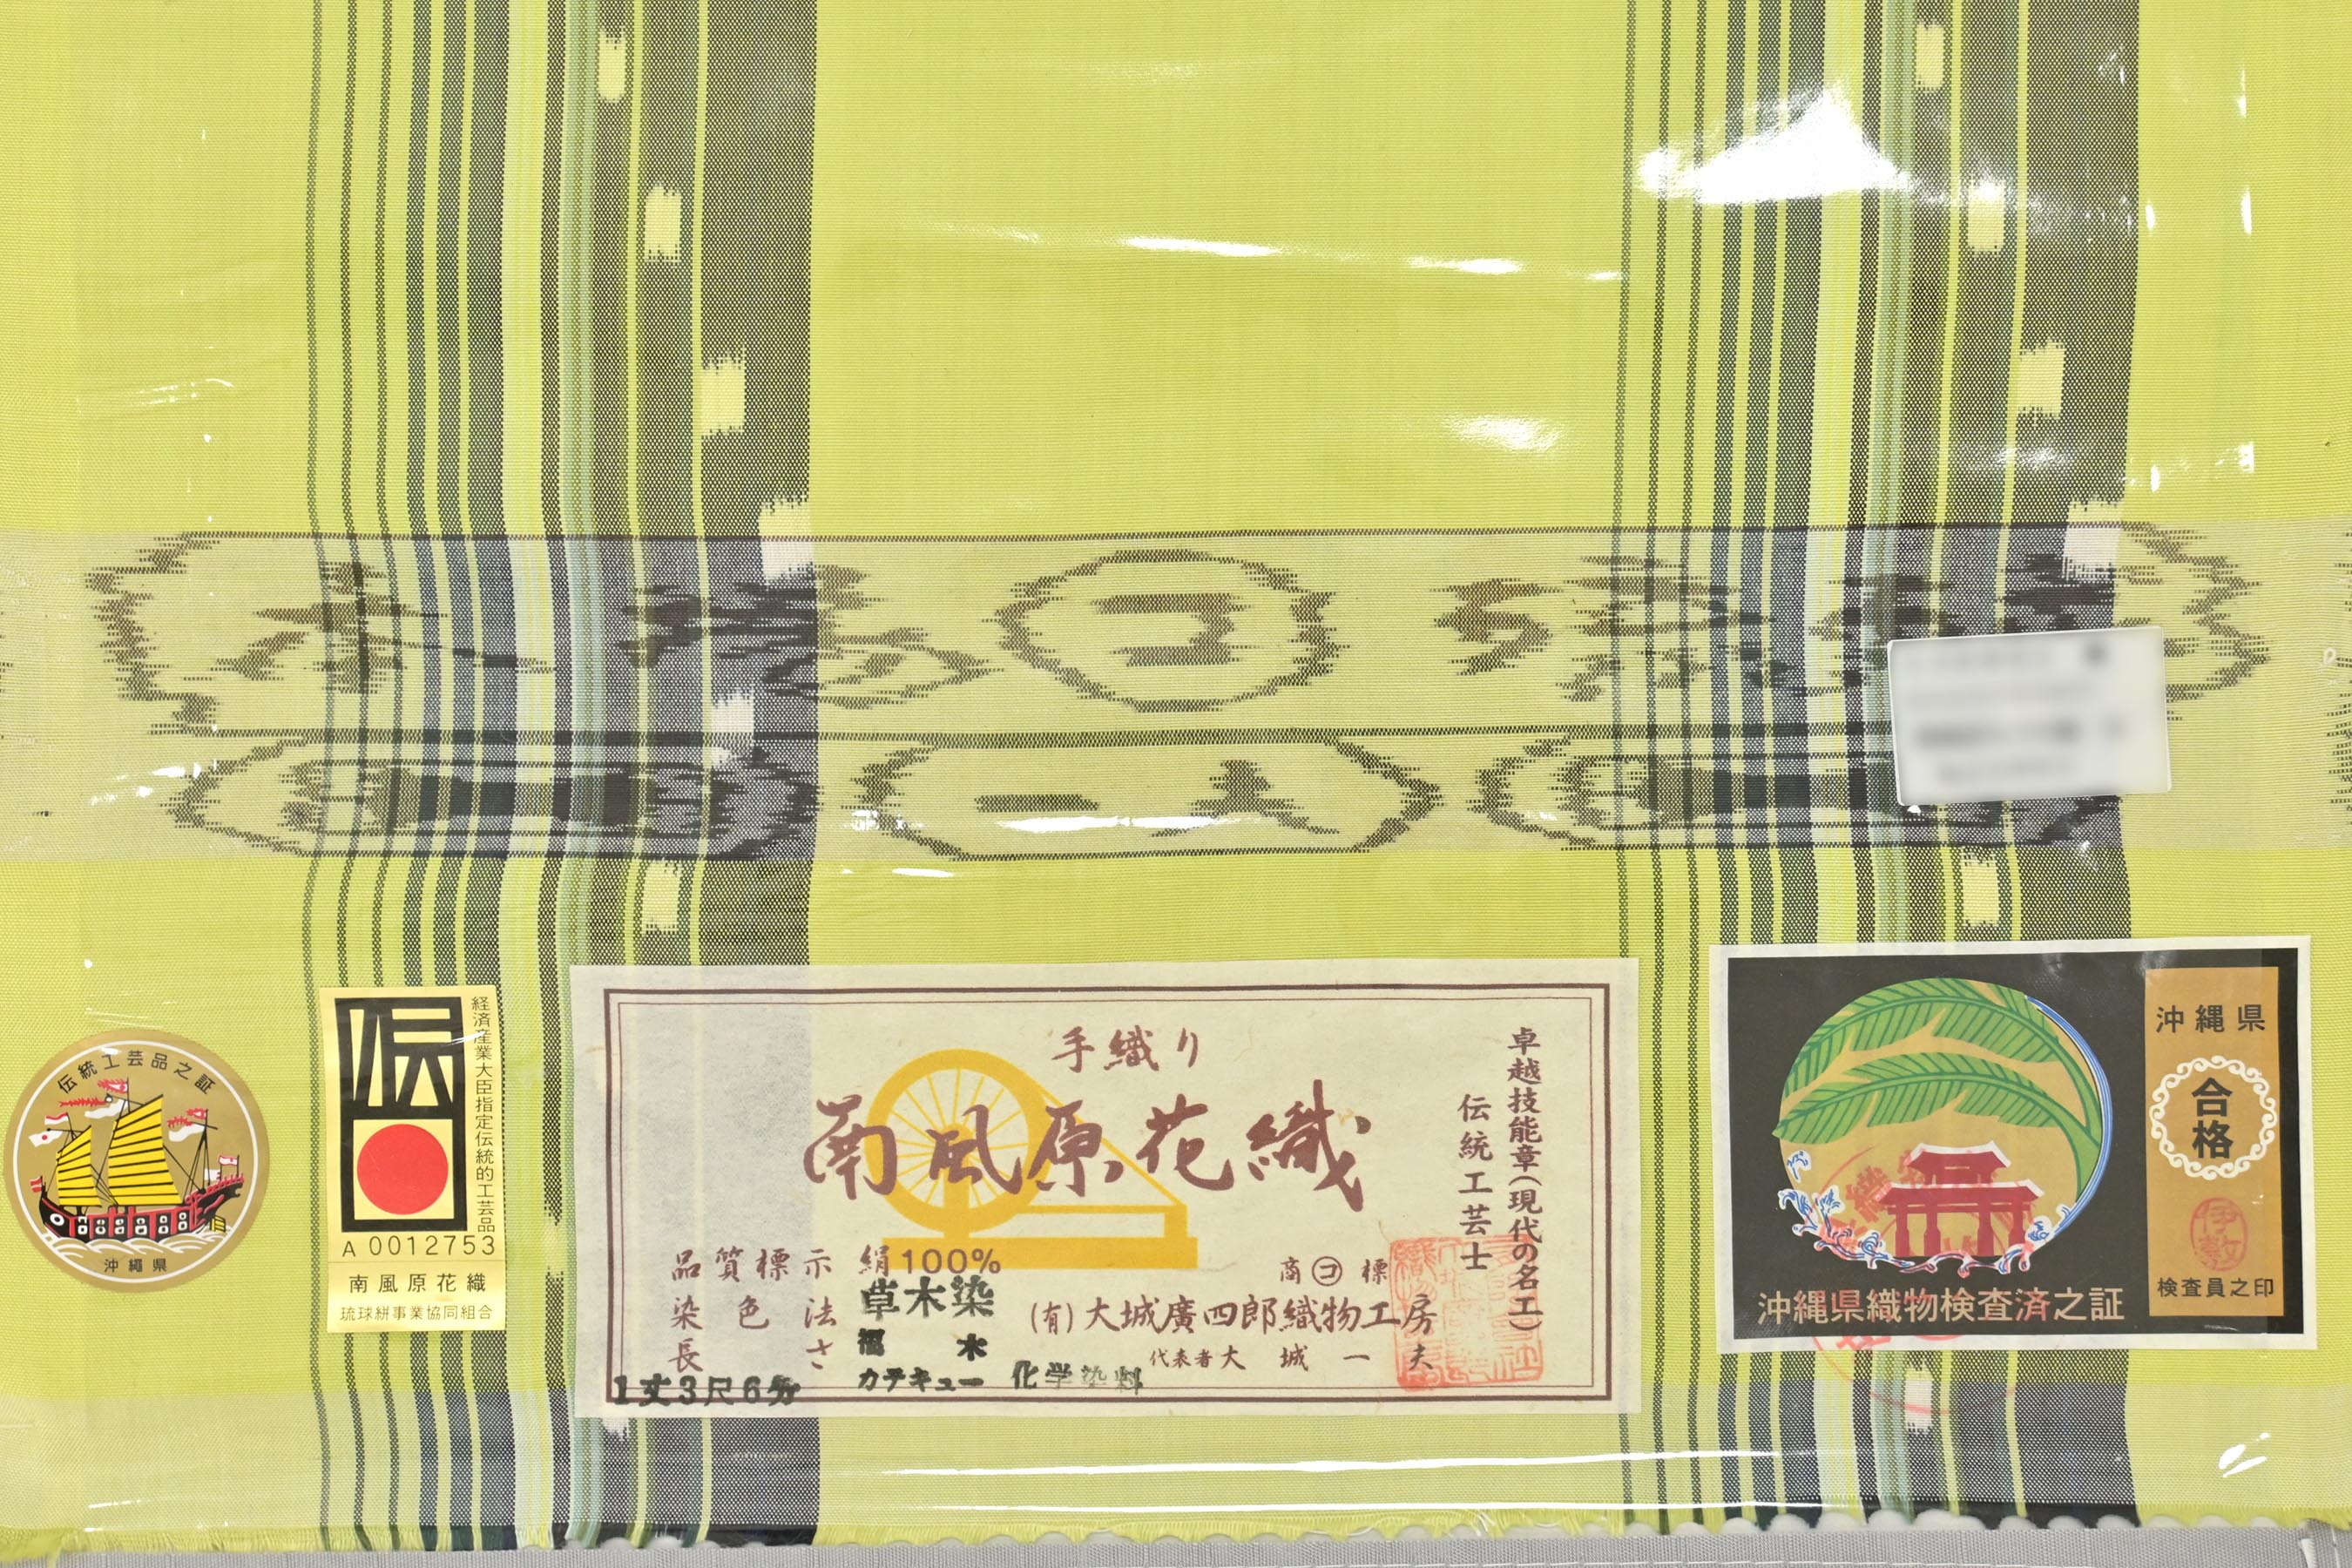 コ
一
伝統工芸品之証
沖縄県
伝
経済産業大臣指定伝統的工芸品
A 0012753
南風原花織
琉球絣事業協同組合
手織り
南風原花織
卓越技能章(現代の名工)
伝統工芸士
品質標示 絹100%
染色法 草木染
福木
カテキュー 化学染料
長さ
1丈3尺6分
商コ標
(有)大城廣四郎織物工房
代表者大城一夫
沖縄県織物検査済之証
沖縄県
合格
検査員之印